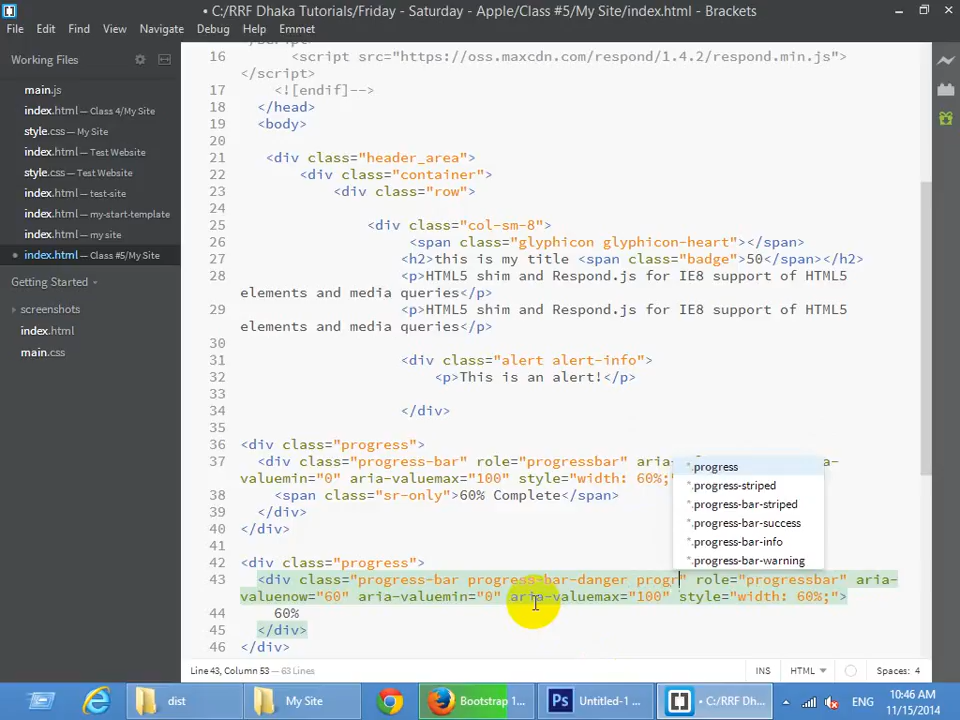 • C:/RRF Dhaka Tutorials/Friday - Saturday - Apple/Class #5/My Site/index.html - Brackets
File Edit Find View Navigate Debug Help Emmet
Working Files
main.js
index.html — Class 4/My Site
style.css — My Site
index.html — Test Website
style.css — Test Website
index.html — test-site
index.html — my-start-template
index.html — my site
index.html — Class #5/My Site
Getting Started
screenshots
index.html
main.css
16 <script src="https://oss.maxcdn.com/respond/1.4.2/respond.min.js">
</script>
17 <![endif]-->
18 </head>
19 <body>
20
21 <div class="header_area">
22 <div class="container">
23 <div class="row">
24
25 <div class="col-sm-8">
26 <span class="glyphicon glyphicon-heart"></span>
27 <h2>this is my title <span class="badge">50</span></h2>
28 <p>HTML5 shim and Respond.js for IE8 support of HTML5
elements and media queries</p>
29 <p>HTML5 shim and Respond.js for IE8 support of HTML5
elements and media queries</p>
30
31 <div class="alert alert-info">
32 <p>This is an alert!</p>
33
34 </div>
35
36 <div class="progress">
37 <div class="progress-bar" role="progressbar" aria-
valuemin="0" aria-valuemax="100" style="width: 60%;"
38 <span class="sr-only">60% Complete</span>
39 </div>
40 </div>
41
42 <div class="progress">
43 <div class="progress-bar progress-bar-danger progr" role="progressbar" aria-
valuenow="60" aria-valuemin="0" aria-valuemax="100" style="width: 60%;">
44 60%
45 </div>
46 </div>
*.progress
*.progress-striped
*.progress-bar-striped
*.progress-bar-success
*.progress-bar-info
*.progress-bar-warning
Line 43, Column 53 — 63 Lines
INS HTML Spaces: 4
dist
My Site
Bootstrap 1...
Ps Untitled-1 ...
• C:/RRF Dh...
ENG
10:46 AM
11/15/2014